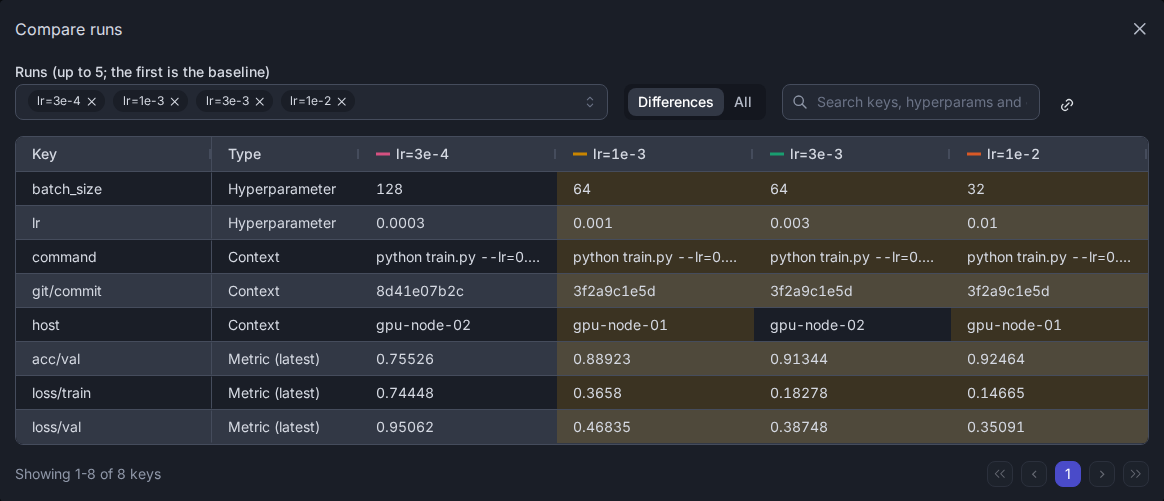 Compare runs
Runs (up to 5; the first is the baseline)
lr=3e-4 lr=1e-3 lr=3e-3 lr=1e-2
Differences All
Search keys, hyperparams and
Key Type lr=3e-4 lr=1e-3 lr=3e-3 lr=1e-2
batch_size Hyperparameter 128 64 64 32
lr Hyperparameter 0.0003 0.001 0.003 0.01
command Context python train.py --lr=0.... python train.py --lr=0.... python train.py --lr=0.... python train.py --lr=0....
git/commit Context 8d41e07b2c 3f2a9c1e5d 3f2a9c1e5d 3f2a9c1e5d
host Context gpu-node-02 gpu-node-01 gpu-node-02 gpu-node-01
acc/val Metric (latest) 0.75526 0.88923 0.91344 0.92464
loss/train Metric (latest) 0.74448 0.3658 0.18278 0.14665
loss/val Metric (latest) 0.95062 0.46835 0.38748 0.35091
Showing 1-8 of 8 keys
1